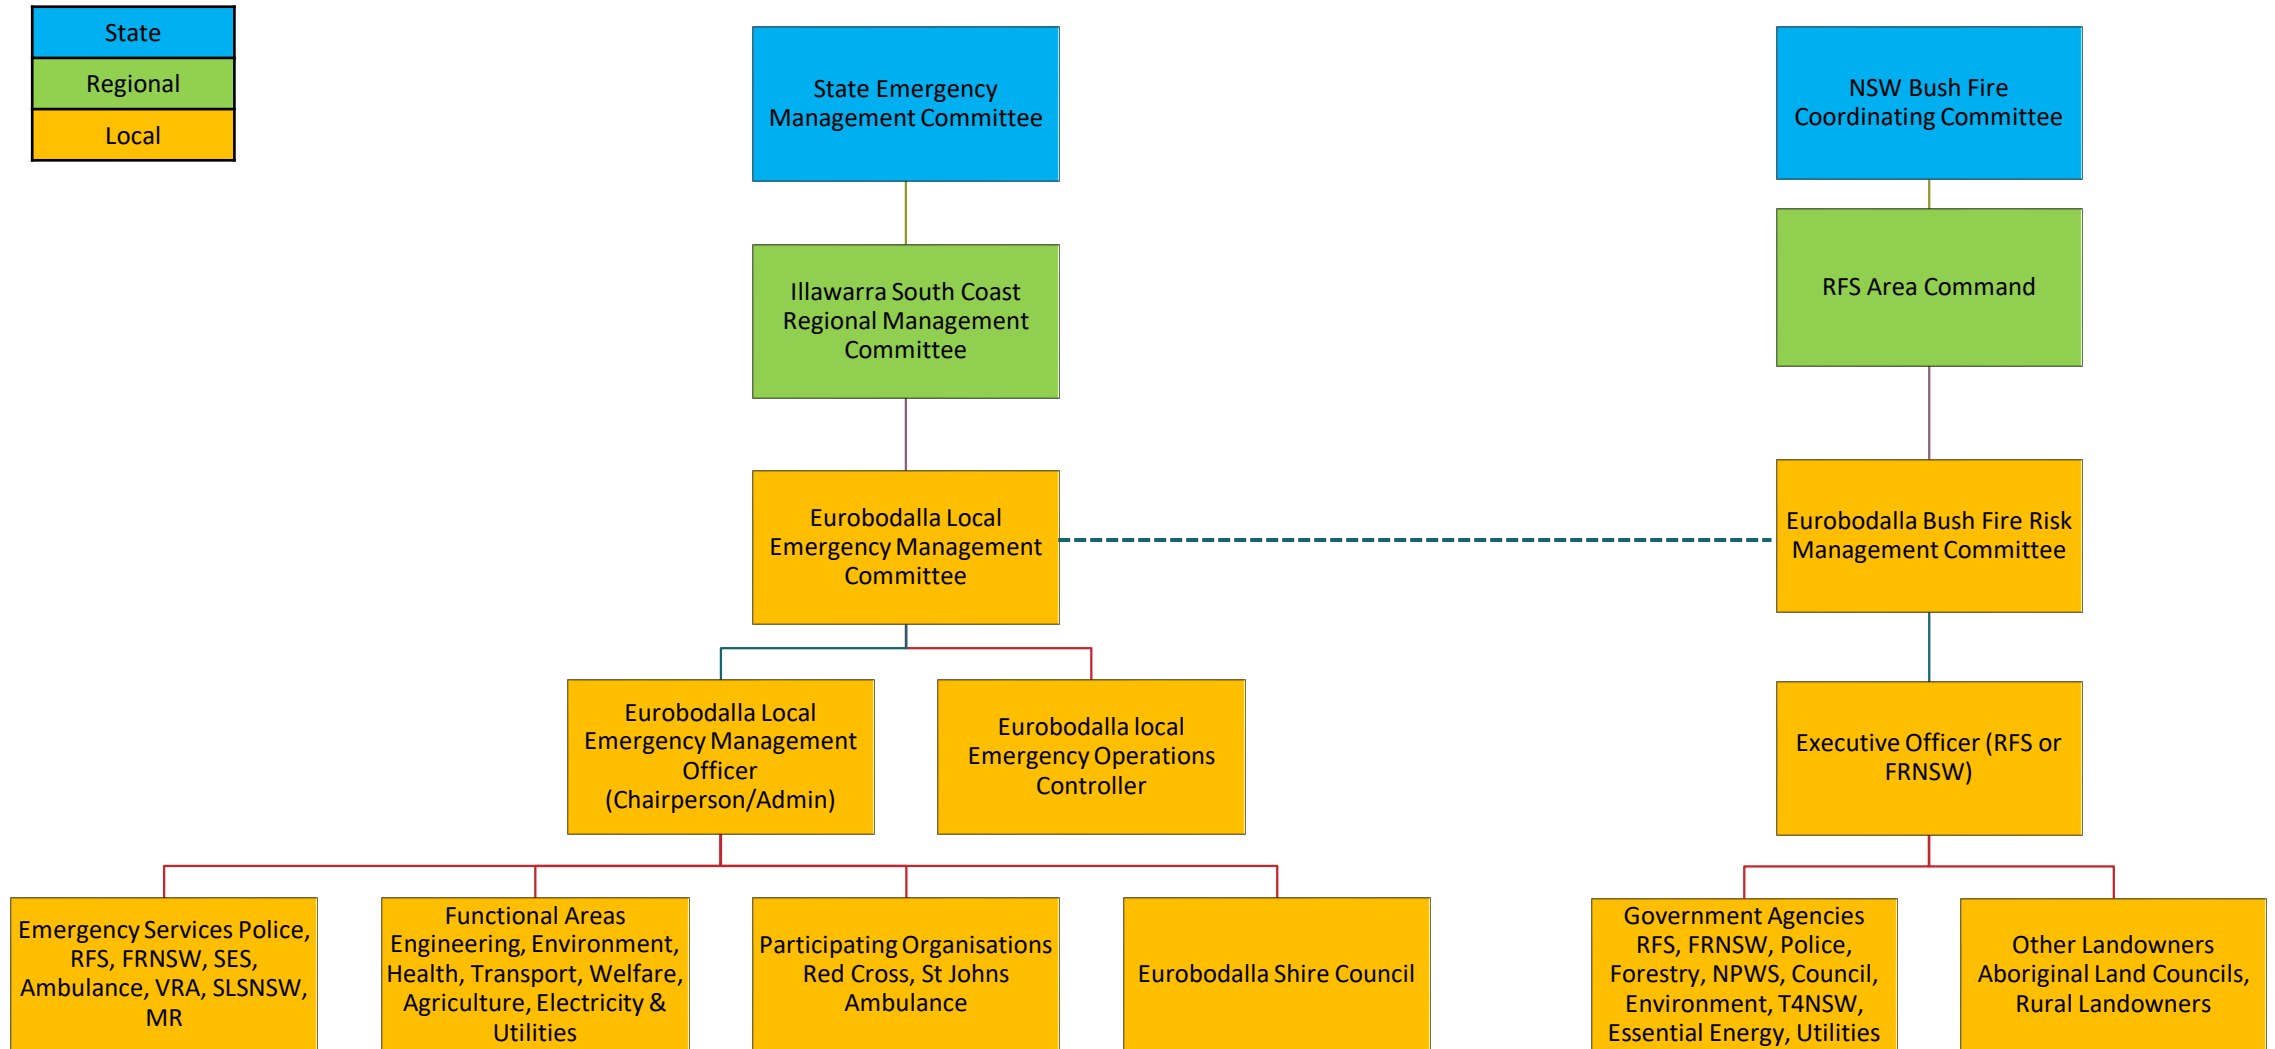 State
Regional
Local
State Emergency
Management Committee
NSW Bush Fire
Coordinating Committee
Illawarra South Coast
Regional Management
Committee
RFS Area Command
Eurobodalla Local
Emergency Management
Committee
Eurobodalla Bush Fire Risk
Management Committee
Eurobodalla Local
Emergency Management
Officer
(Chairperson/Admin)
Eurobodalla local
Emergency Operations
Controller
Executive Officer (RFS or
FRNSW)
Emergency Services Police,
RFS, FRNSW, SES,
Ambulance, VRA, SLSNSW,
MR
Functional Areas
Engineering, Environment,
Health, Transport, Welfare,
Agriculture, Electricity &
Utilities
Participating Organisations
Red Cross, St Johns
Ambulance
Eurobodalla Shire Council
Government Agencies
RFS, FRNSW, Police,
Forestry, NPWS, Council,
Environment, T4NSW,
Essential Energy, Utilities
Other Landowners
Aboriginal Land Councils,
Rural Landowners